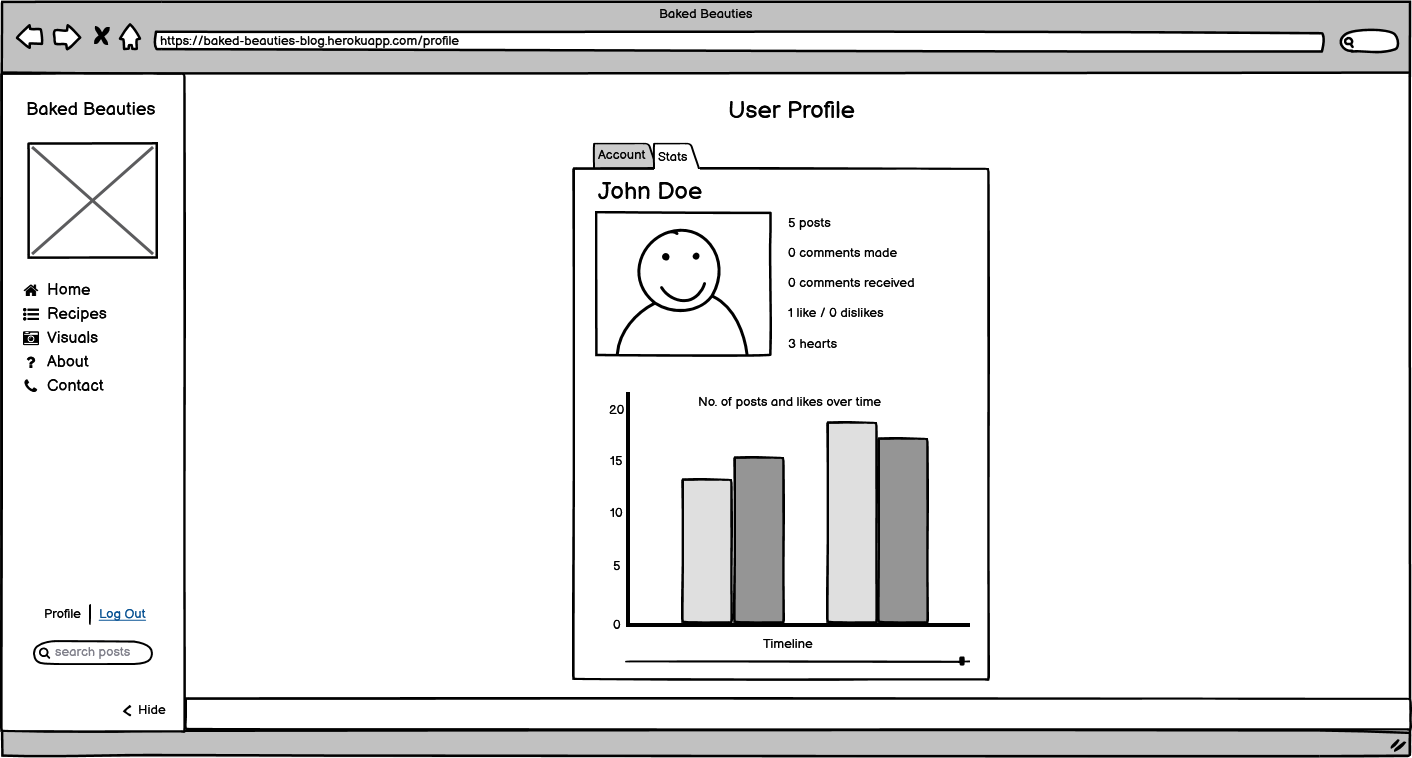 Baked Beauties
https://baked-beauties-blog.herokuapp.com/profile
Baked Beauties
Home
Recipes
Visuals
? About
Contact
Profile | Log Out
search posts
Hide
User Profile
Account Stats
John Doe
5 posts
0 comments made
0 comments received
1 like / 0 dislikes
3 hearts
No. of posts and likes over time
20
15
10
5
0
Timeline